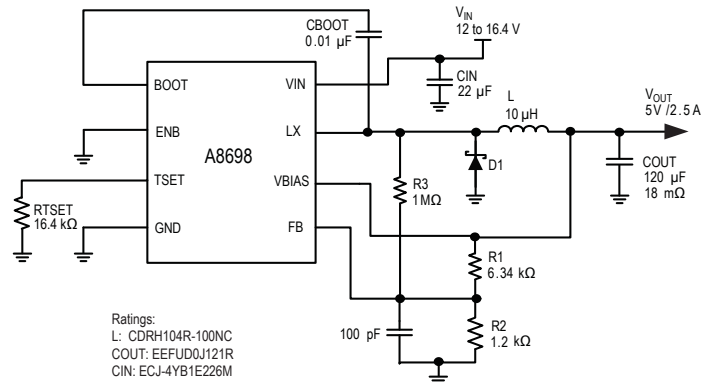 CBOOT
0.01 µF
VIN
12 to 16.4 V
BOOT
VIN
CIN
22 µF
L
10 µH
VOUT
5V /2.5 A
ENB
LX
A8698
TSET
VBIAS
R3
1 MΩ
D1
COUT
120 µF
18 mΩ
RTSET
16.4 kΩ
GND
FB
R1
6.34 kΩ
100 pF
R2
1.2 kΩ
Ratings:
L: CDRH104R-100NC
COUT: EEFUD0J121R
CIN: ECJ-4YB1E226M